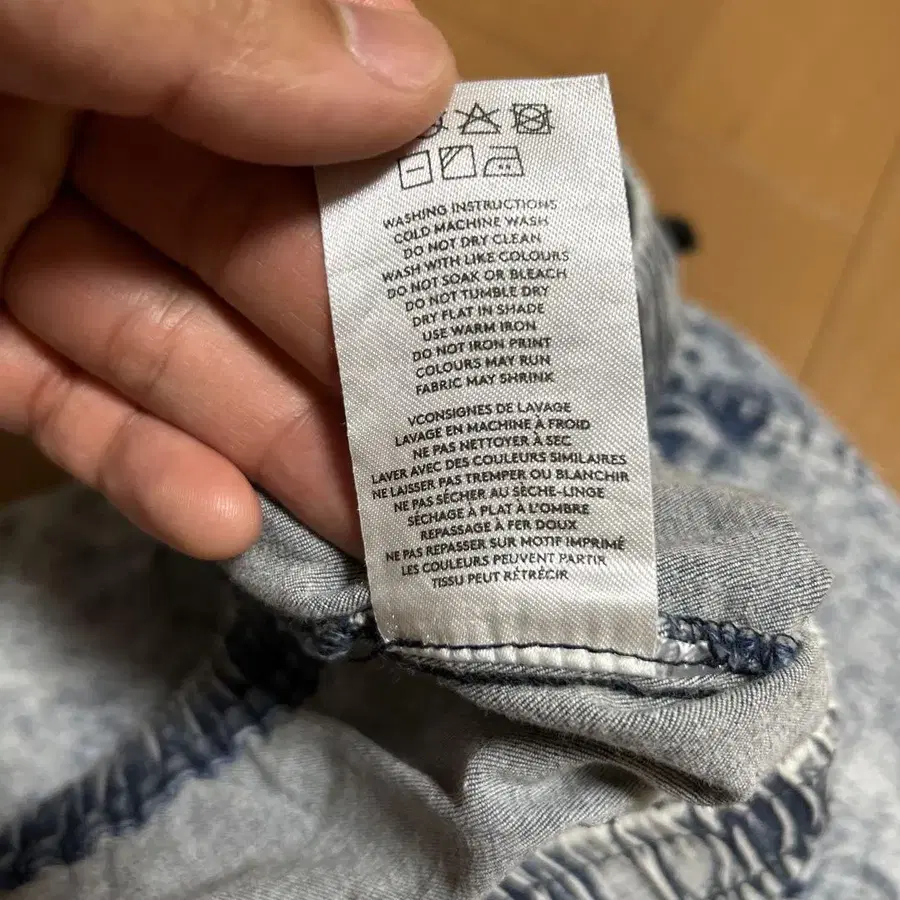 WASHING INSTRUCTIONS
COLD MACHINE WASH
DO NOT DRY CLEAN
WASH WITH LIKE COLOURS
DO NOT SOAK OR BLEACH
DO NOT TUMBLE DRY
DRY FLAT IN SHADE
USE WARM IRON
DO NOT IRON PRINT
COLOURS MAY RUN
FABRIC MAY SHRINK
VCONSIGNES DE LAVAGE
LAVAGE EN MACHINE À FROID
NE PAS NETTOYER À SEC
LAVER AVEC DES COULEURS SIMILAIRES
NE LAISSER PAS TREMPER OU BLANCHIR
NE PAS SÉCHER AU SÈCHE-LINGE
SÉCHAGE À PLAT À L'OMBRE
REPASSAGE À FER DOUX
NE PAS REPASSER SUR MOTIF IMPRIMÉ
LES COULEURS PEUVENT PARTIR
TISSU PEUT RÉTRÉCIR